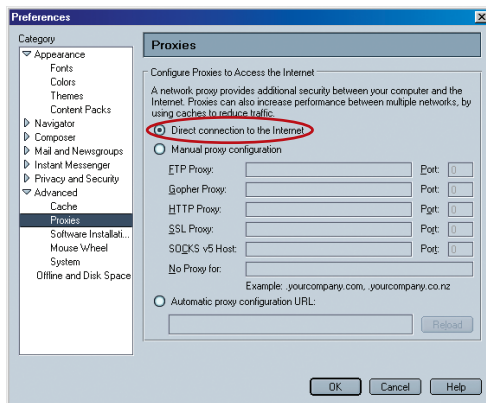 Preferences
Category
Appearance
Fonts
Colors
Themes
Content Packs
Navigator
Composer
Mail and Newsgroups
Instant Messenger
Privacy and Security
Advanced
Cache
Proxies
Software Installati...
Mouse Wheel
System
Offline and Disk Space
Proxies
Configure Proxies to Access the Internet
A network proxy provides additional security between your computer and the
Internet. Proxies can also increase performance between multiple networks, by
using caches to reduce traffic.
Direct connection to the Internet
Manual proxy configuration
FTP Proxy: Port: 0
Gopher Proxy: Port: 0
HTTP Proxy: Port: 0
SSL Proxy: Port: 0
SOCKS v5 Host: Port: 0
No Proxy for:
Example: .yourcompany.com, .yourcompany.co.nz
Automatic proxy configuration URL:
Reload
OK Cancel Help